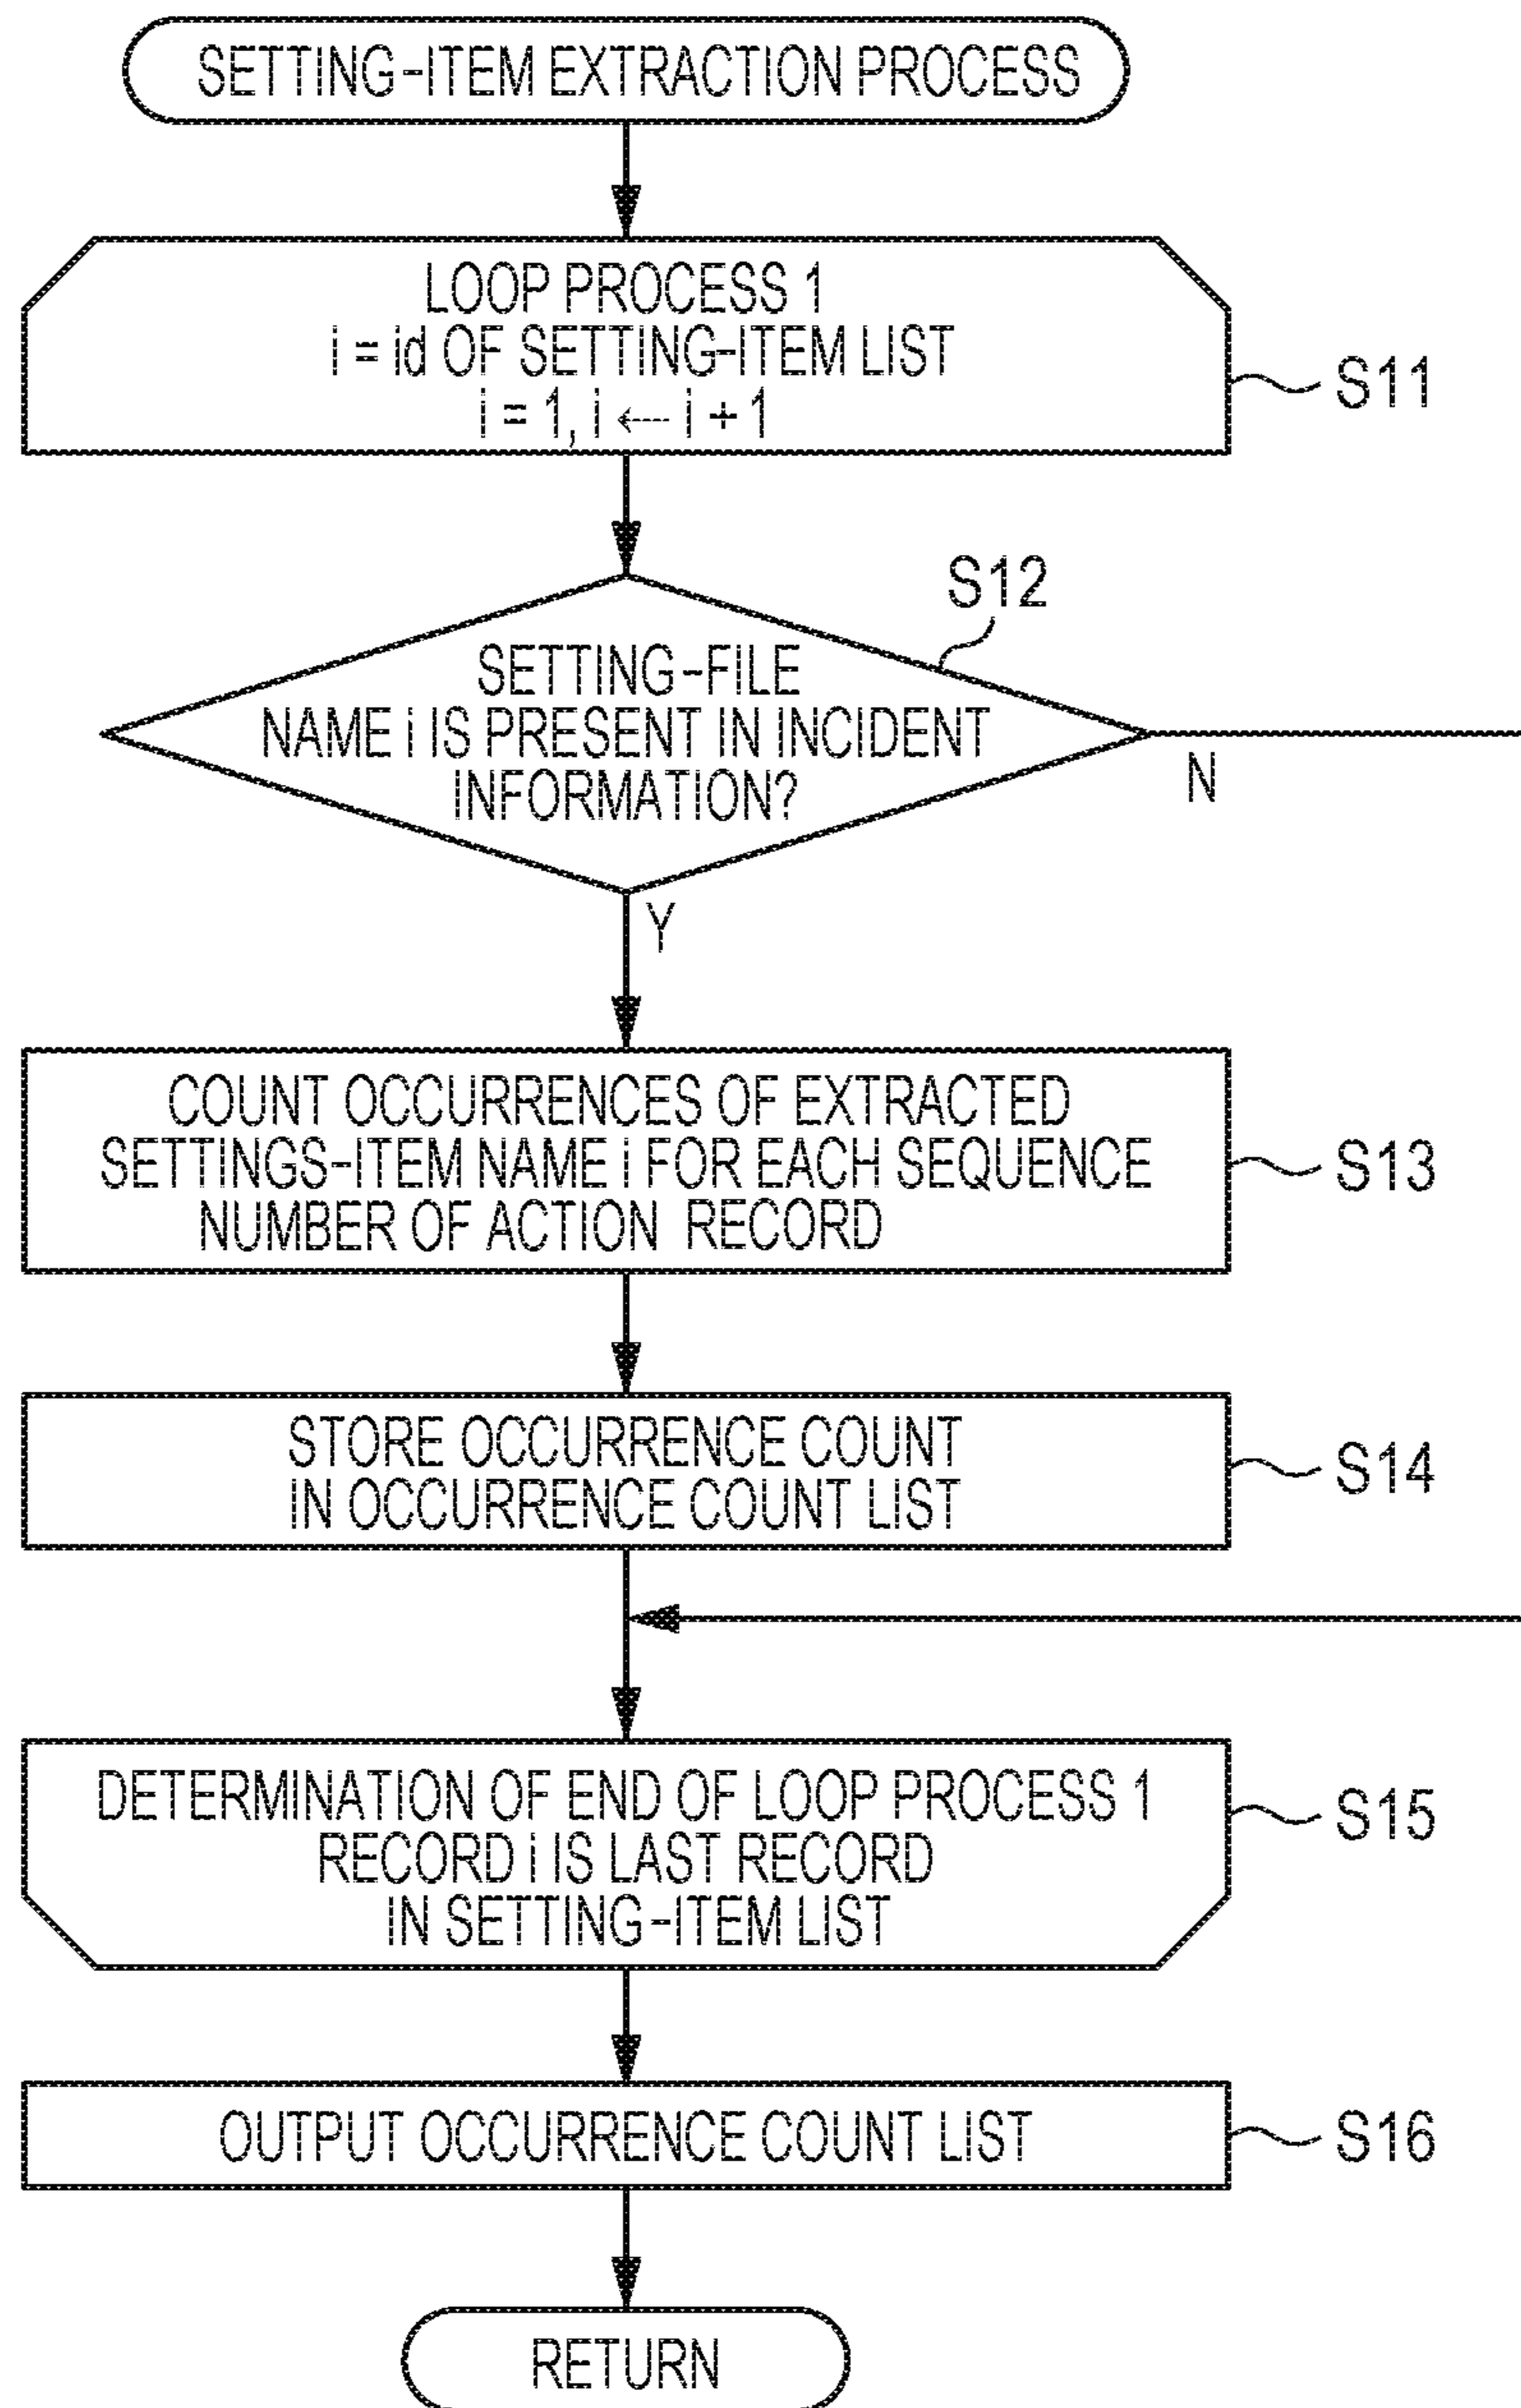 SETTING-ITEM EXTRACTION PROCESS
LOOP PROCESS 1
i = id OF SETTING-ITEM LIST
i = 1, i ← i + 1
S11
S12
SETTING-FILE
NAME i IS PRESENT IN INCIDENT
INFORMATION?
N
Y
COUNT OCCURRENCES OF EXTRACTED
SETTINGS-ITEM NAME i FOR EACH SEQUENCE
NUMBER OF ACTION RECORD
S13
STORE OCCURRENCE COUNT
IN OCCURRENCE COUNT LIST
S14
DETERMINATION OF END OF LOOP PROCESS 1
RECORD i IS LAST RECORD
IN SETTING-ITEM LIST
S15
OUTPUT OCCURRENCE COUNT LIST
S16
RETURN